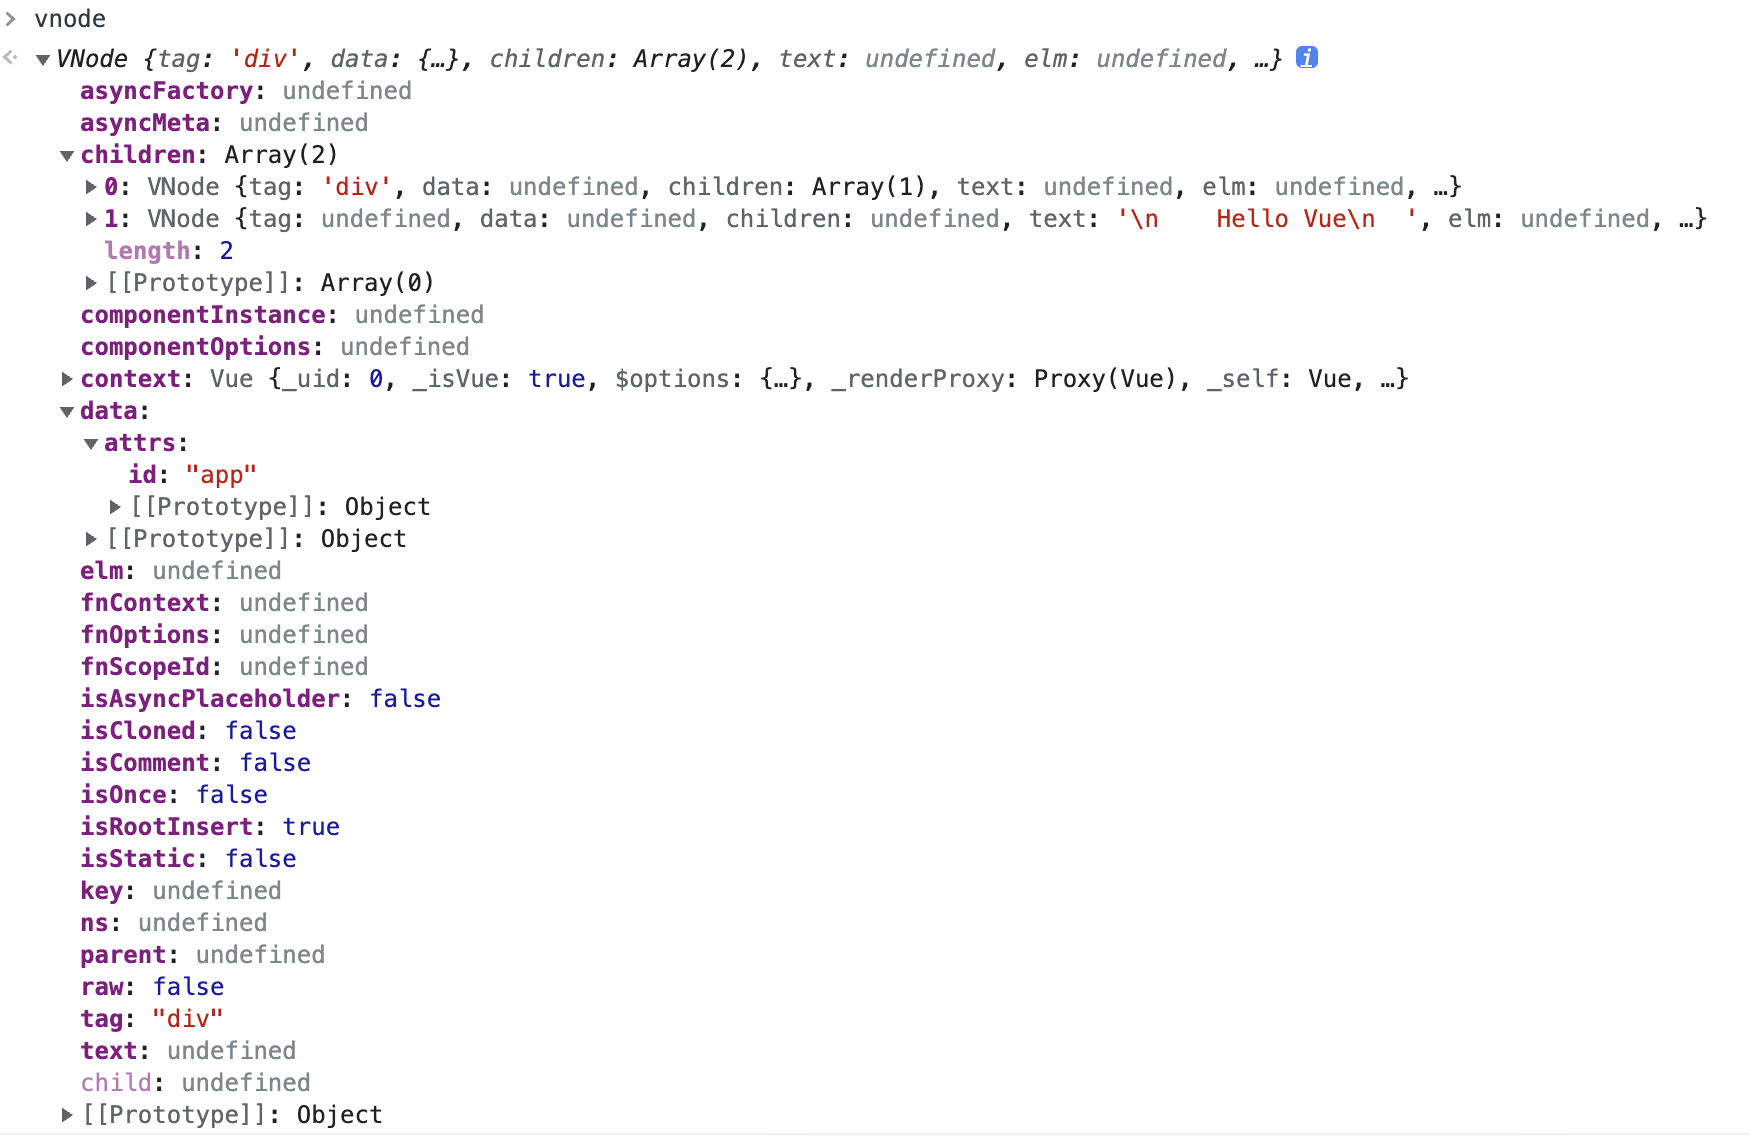 > vnode
VNode {tag: 'div', data: {…}, children: Array(2), text: undefined, elm: undefined, …} i
asyncFactory: undefined
asyncMeta: undefined
children: Array(2)
0: VNode {tag: 'div', data: undefined, children: Array(1), text: undefined, elm: undefined, …}
1: VNode {tag: undefined, data: undefined, children: undefined, text: '\n    Hello Vue\n  ', elm: undefined, …}
length: 2
[[Prototype]]: Array(0)
componentInstance: undefined
componentOptions: undefined
context: Vue {_uid: 0, _isVue: true, $options: {…}, _renderProxy: Proxy(Vue), _self: Vue, …}
data:
attrs:
id: "app"
[[Prototype]]: Object
[[Prototype]]: Object
elm: undefined
fnContext: undefined
fnOptions: undefined
fnScopeId: undefined
isAsyncPlaceholder: false
isCloned: false
isComment: false
isOnce: false
isRootInsert: true
isStatic: false
key: undefined
ns: undefined
parent: undefined
raw: false
tag: "div"
text: undefined
child: undefined
[[Prototype]]: Object